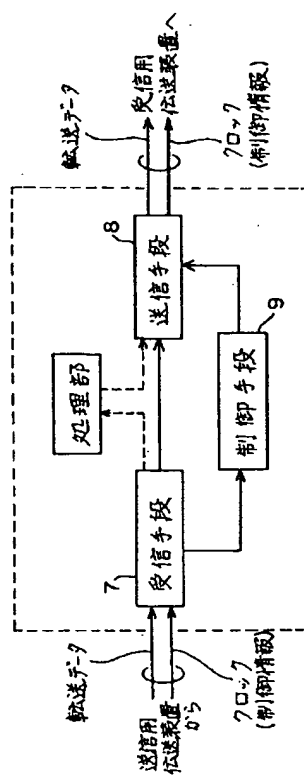 転送データ
送信用
伝送装置
から
クロック
(制御情報)
7
受信手段
処理部
8
送信手段
9
制御手段
転送データ
受信用
伝送装置へ
クロック
(制御情報)